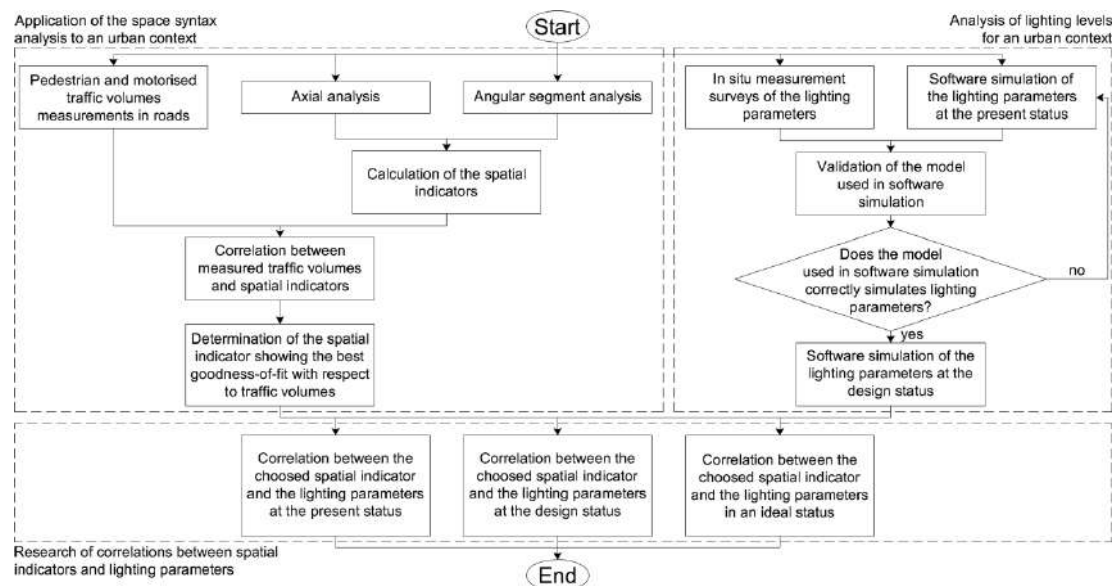 Application of the space syntax
analysis to an urban context
Start
Analysis of lighting levels
for an urban context
Pedestrian and motorised
traffic volumes
measurements in roads
Axial analysis
Angular segment analysis
In situ measurement
surveys of the lighting
parameters
Software simulation of
the lighting parameters
at the present status
Calculation of the spatial
indicators
Validation of the model
used in software
simulation
Correlation between
measured traffic volumes
and spatial indicators
Does the model
used in software simulation
correctly simulates lighting
parameters?
no
yes
Determination of the spatial
indicator showing the best
goodness-of-fit with respect
to traffic volumes
Software simulation of the
lighting parameters at the
design status
Correlation between the
choosed spatial indicator
and the lighting parameters
at the present status
Correlation between the
choosed spatial indicator
and the lighting parameters
at the design status
Correlation between the
choosed spatial indicator
and the lighting parameters
in an ideal status
Research of correlations between spatial
indicators and lighting parameters
End